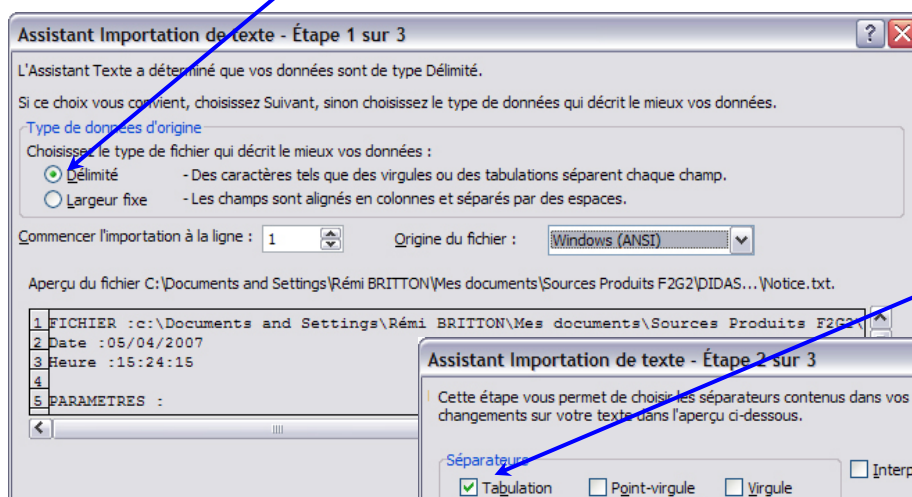 Assistant Importation de texte - Étape 1 sur 3
L'Assistant Texte a déterminé que vos données sont de type Délimité.
Si ce choix vous convient, choisissez Suivant, sinon choisissez le type de données qui décrit le mieux vos données.
Type de données d'origine
Choisissez le type de fichier qui décrit le mieux vos données :
Délimité - Des caractères tels que des virgules ou des tabulations séparent chaque champ.
Largeur fixe - Les champs sont alignés en colonnes et séparés par des espaces.
Commencer l'importation à la ligne : 1 Origine du fichier : Windows (ANSI)
Aperçu du fichier C:\Documents and Settings\Rémi BRITTON\Mes documents\Sources Produits F2G2\DIDAS...\Notice.txt.
1 FICHIER :c:\Documents and Settings\Rémi BRITTON\Mes documents\Sources Produits F2G2\
2 Date :05/04/2007
3 Heure :15:24:15
4
5 PARAMETRES :
Assistant Importation de texte - Étape 2 sur 3
Cette étape vous permet de choisir les séparateurs contenus dans vos
changements sur votre texte dans l'aperçu ci-dessous.
Séparateurs
Tabulation Point-virgule Virgule
Interp